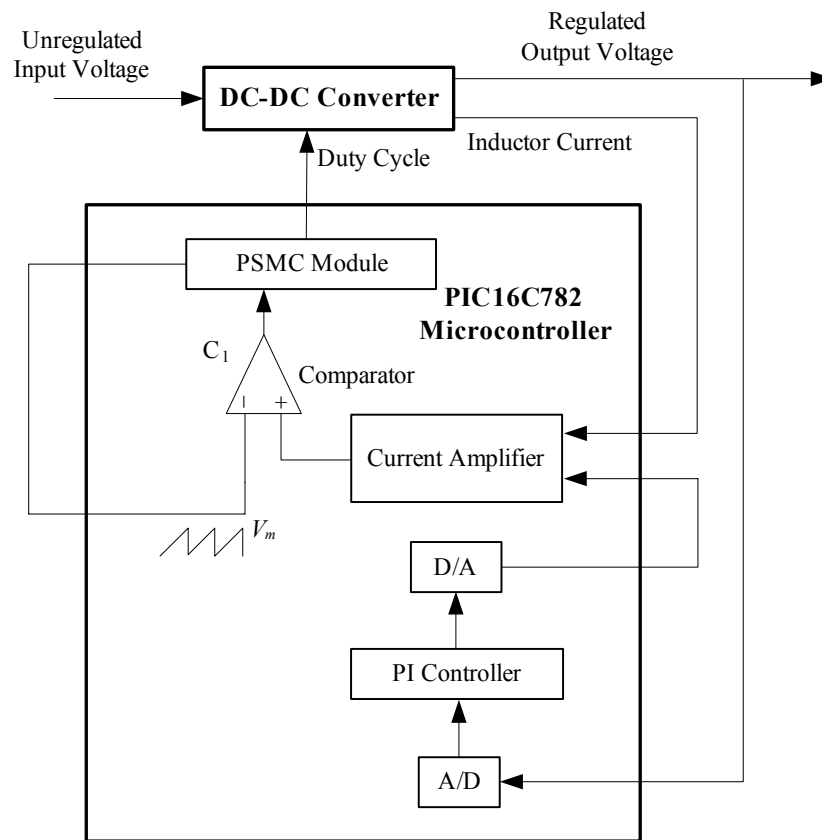 Unregulated
Input Voltage
Regulated
Output Voltage
DC-DC Converter
Inductor Current
Duty Cycle
PSMC Module
PIC16C782
Microcontroller
C1
Comparator
Current Amplifier
Vm
D/A
PI Controller
A/D